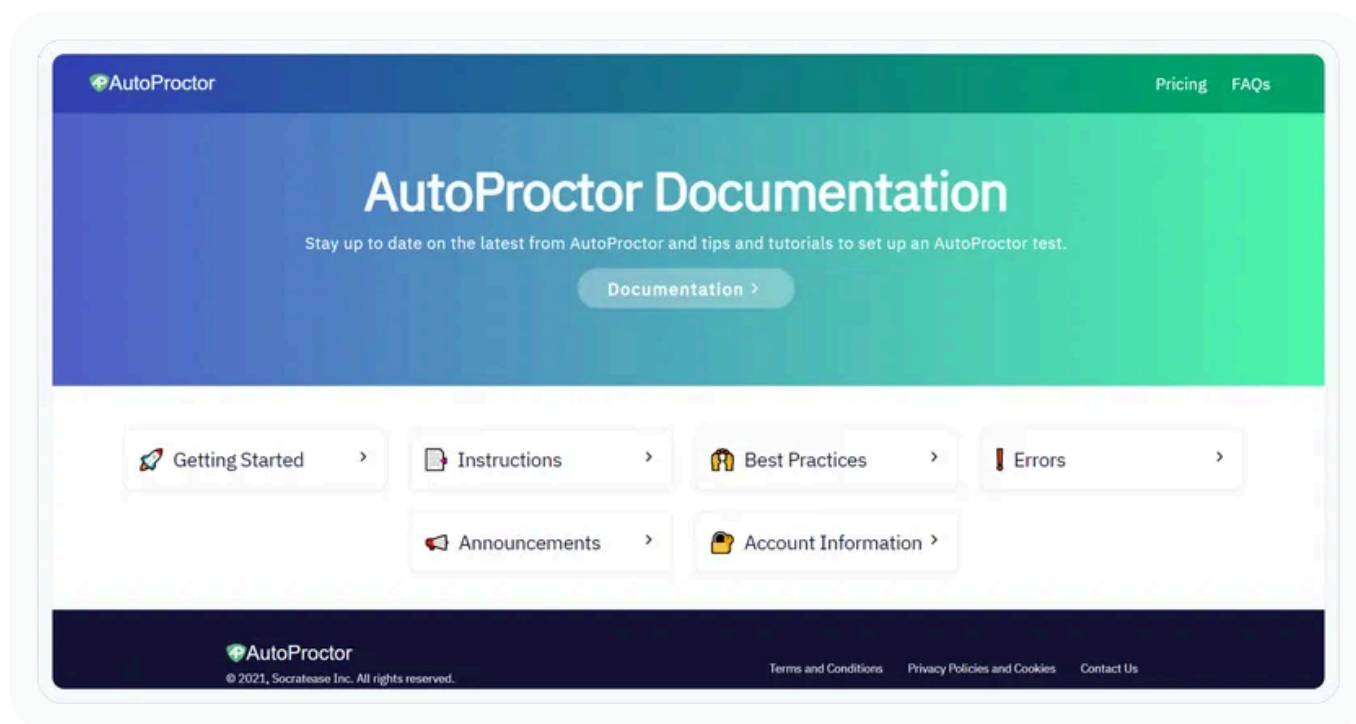 AutoProctor
Pricing FAQs
AutoProctor Documentation
Stay up to date on the latest from AutoProctor and tips and tutorials to set up an AutoProctor test.
Documentation >
Getting Started >
Instructions >
Best Practices >
Errors >
Announcements >
Account Information >
AutoProctor
© 2021, Socratease Inc. All rights reserved.
Terms and Conditions Privacy Policies and Cookies Contact Us